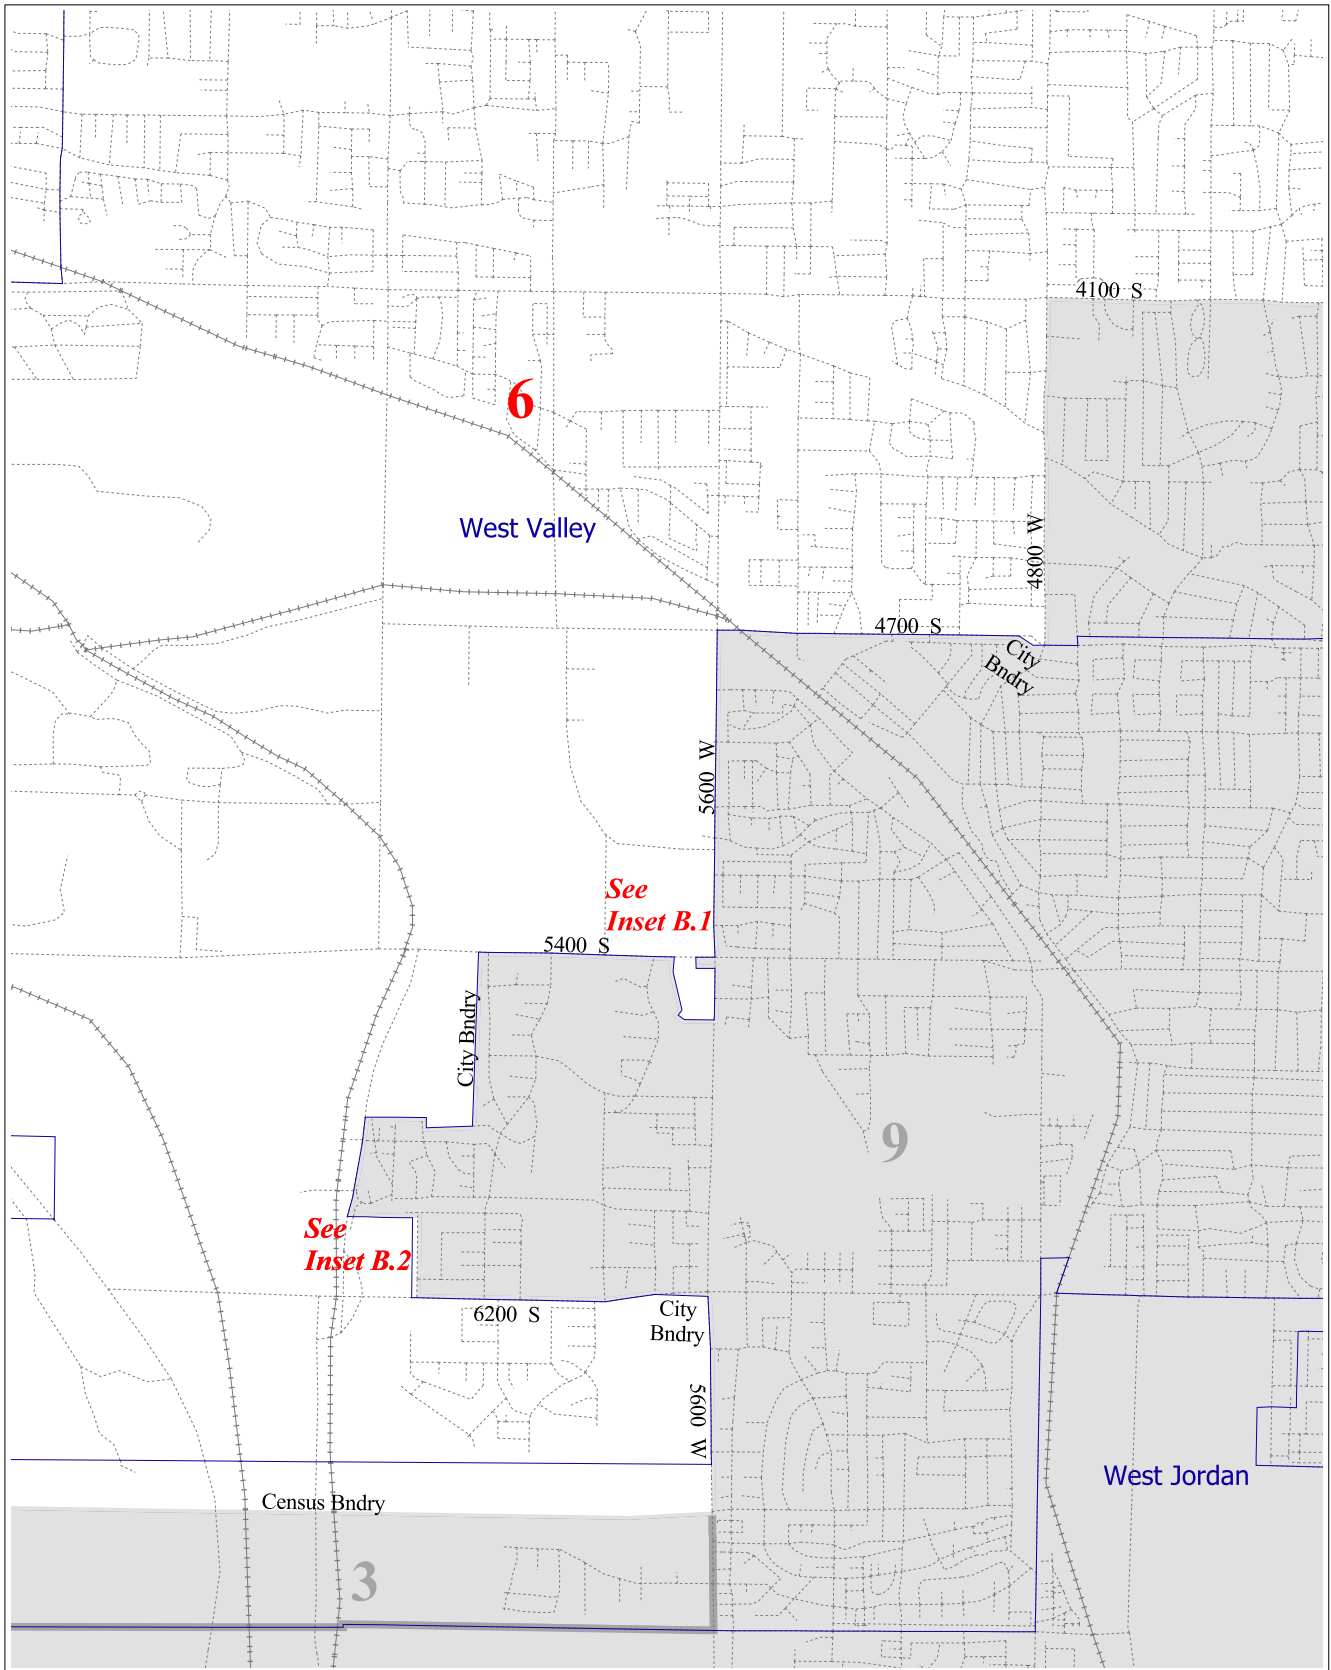 4100 S
6
West Valley
4800 W
4700 S
City
Bndry
5600 W
See
Inset B.1
5400 S
City Bndry
9
See
Inset B.2
6200 S
City
Bndry
5600 W
West Jordan
Census Bndry
3